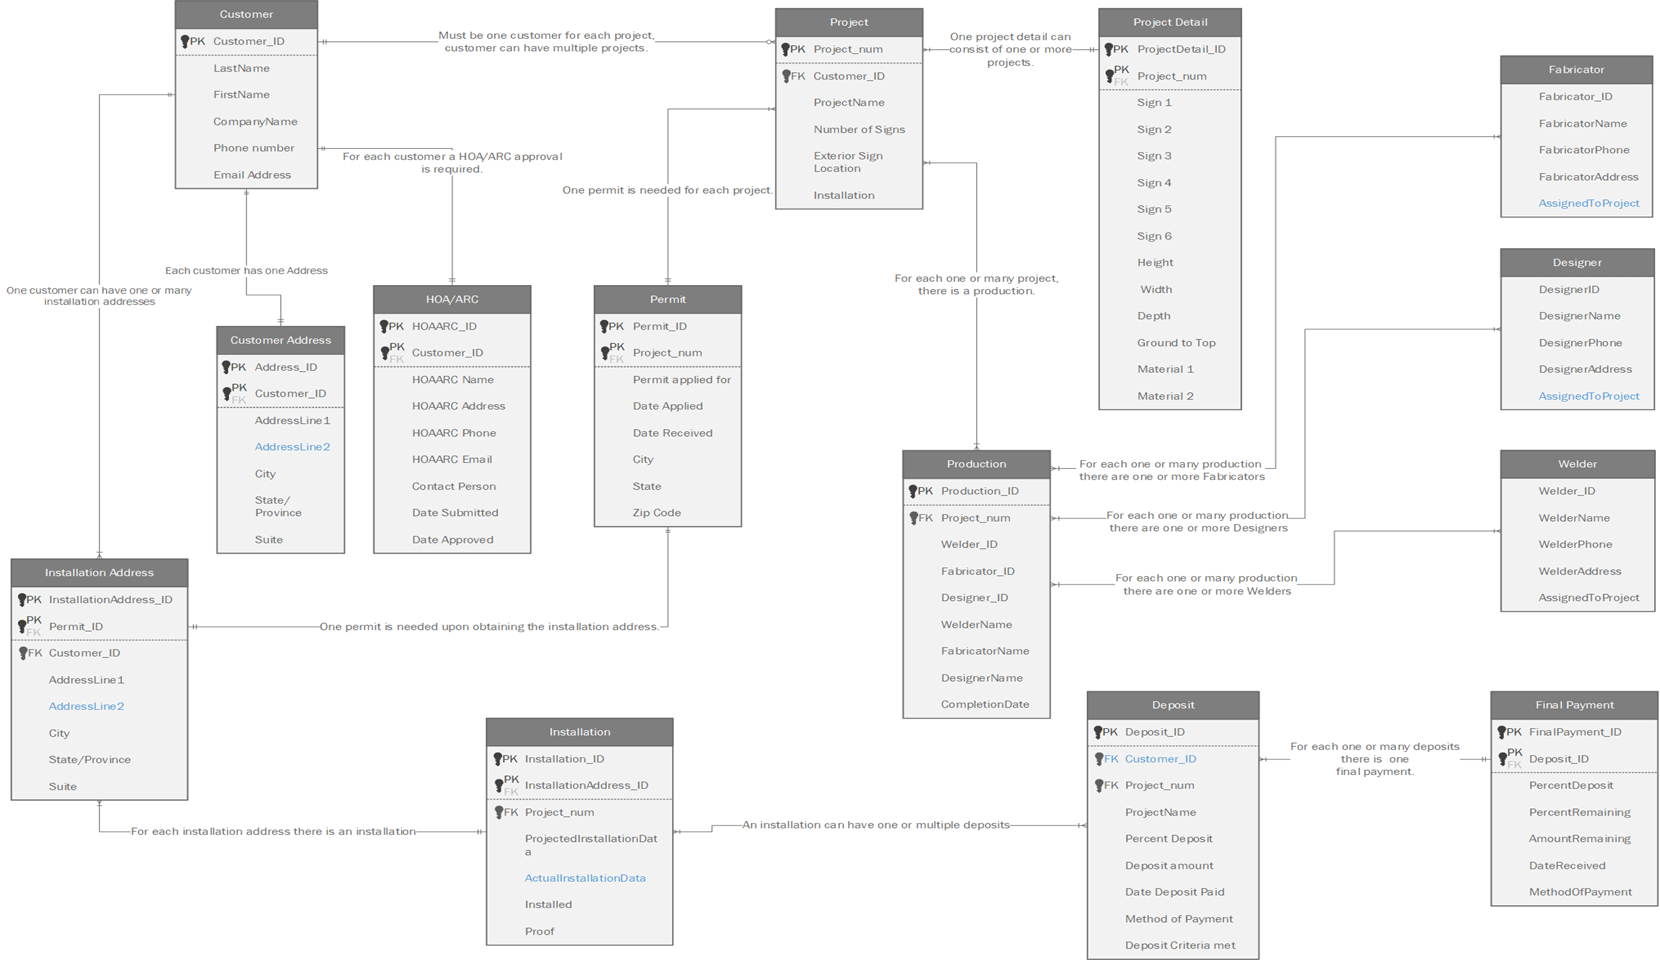 Customer
PK Customer_ID
LastName
FirstName
CompanyName
Phone number
Email Address
Must be one customer for each project,
customer can have multiple projects.
Project
PK Project_num
FK Customer_ID
ProjectName
Number of Signs
Exterior Sign
Location
Installation
One project detail can
consist of one or more
projects.
Project Detail
PK ProjectDetail_ID
PK
FK Project_num
Sign 1
Sign 2
Sign 3
Sign 4
Sign 5
Sign 6
Height
Width
Depth
Ground to Top
Material 1
Material 2
Fabricator
Fabricator_ID
FabricatorName
FabricatorPhone
FabricatorAddress
AssignedToProject
For each customer a HOA/ARC approval
is required.
One permit is needed for each project.
Each customer has one Address
One customer can have one or many
installation addresses
For each one or many project,
there is a production.
Designer
DesignerID
DesignerName
DesignerPhone
DesignerAddress
AssignedToProject
Customer Address
PK Address_ID
PK
FK Customer_ID
AddressLine1
AddressLine2
City
State/
Province
Suite
HOA/ARC
PK HOAARC_ID
PK
FK Customer_ID
HOAARC Name
HOAARC Address
HOAARC Phone
HOAARC Email
Contact Person
Date Submitted
Date Approved
Permit
PK Permit_ID
PK
FK Project_num
Permit applied for
Date Applied
Date Received
City
State
Zip Code
Production
PK Production_ID
FK Project_num
Welder_ID
Fabricator_ID
Designer_ID
WelderName
FabricatorName
DesignerName
CompletionDate
For each one or many production
there are one or more Fabricators
For each one or many production
there are one or more Designers
For each one or many production
there are one or more Welders
Welder
Welder_ID
WelderName
WelderPhone
WelderAddress
AssignedToProject
Installation Address
PK InstallationAddress_ID
PK
FK Permit_ID
FK Customer_ID
AddressLine1
AddressLine2
City
State/Province
Suite
One permit is needed upon obtaining the installation address.
For each installation address there is an installation
Installation
PK Installation_ID
PK
FK InstallationAddress_ID
FK Project_num
ProjectedInstallationDat
a
ActualInstallationData
Installed
Proof
An installation can have one or multiple deposits
Deposit
PK Deposit_ID
FK Customer_ID
FK Project_num
ProjectName
Percent Deposit
Deposit amount
Date Deposit Paid
Method of Payment
Deposit Criteria met
For each one or many deposits
there is one
final payment.
Final Payment
PK FinalPayment_ID
PK
FK Deposit_ID
PercentDeposit
PercentRemaining
AmountRemaining
DateReceived
MethodOfPayment